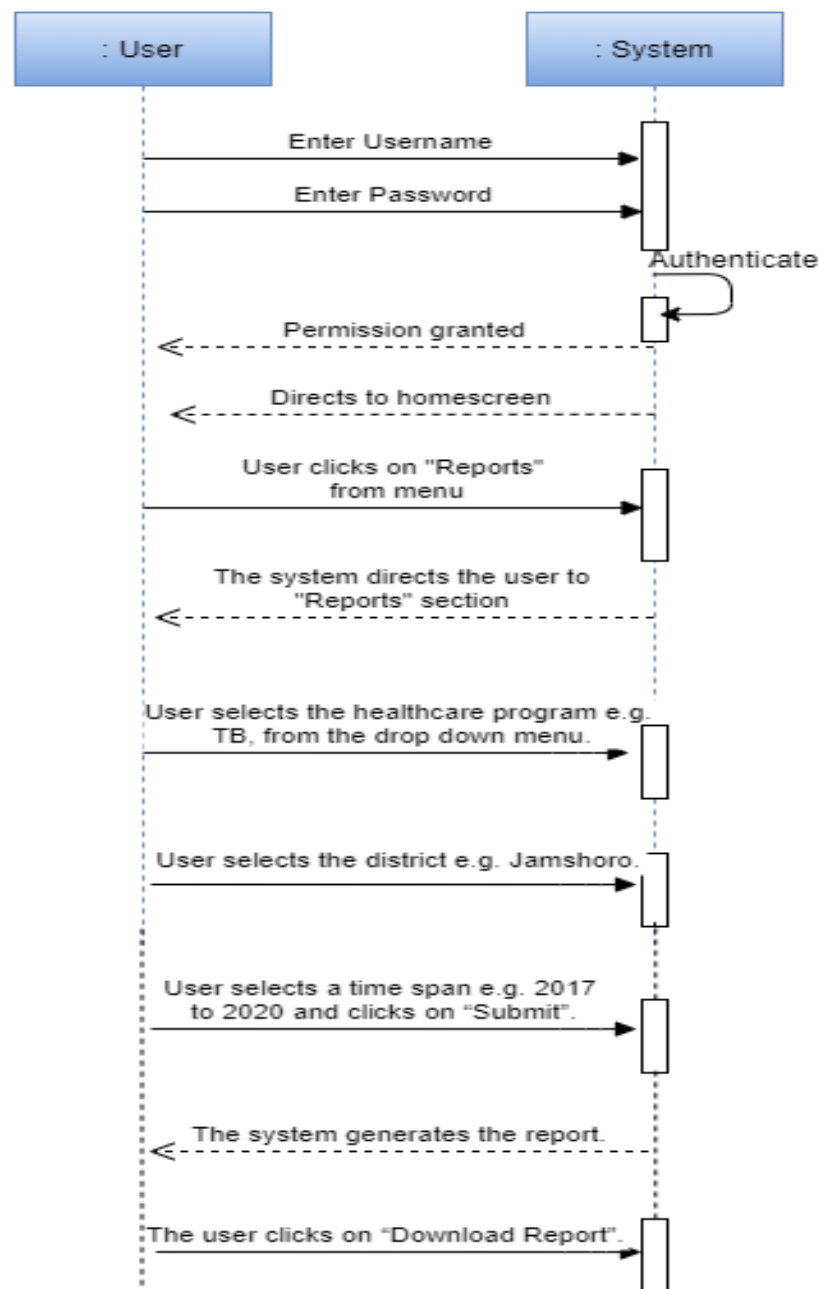 : User
: System
Enter Username
Enter Password
Authenticate
Permission granted
Directs to homescreen
User clicks on "Reports"
from menu
The system directs the user to
"Reports" section
User selects the healthcare program e.g.
TB, from the drop down menu.
User selects the district e.g. Jamshoro.
User selects a time span e.g. 2017
to 2020 and clicks on “Submit”.
The system generates the report.
The user clicks on “Download Report”.